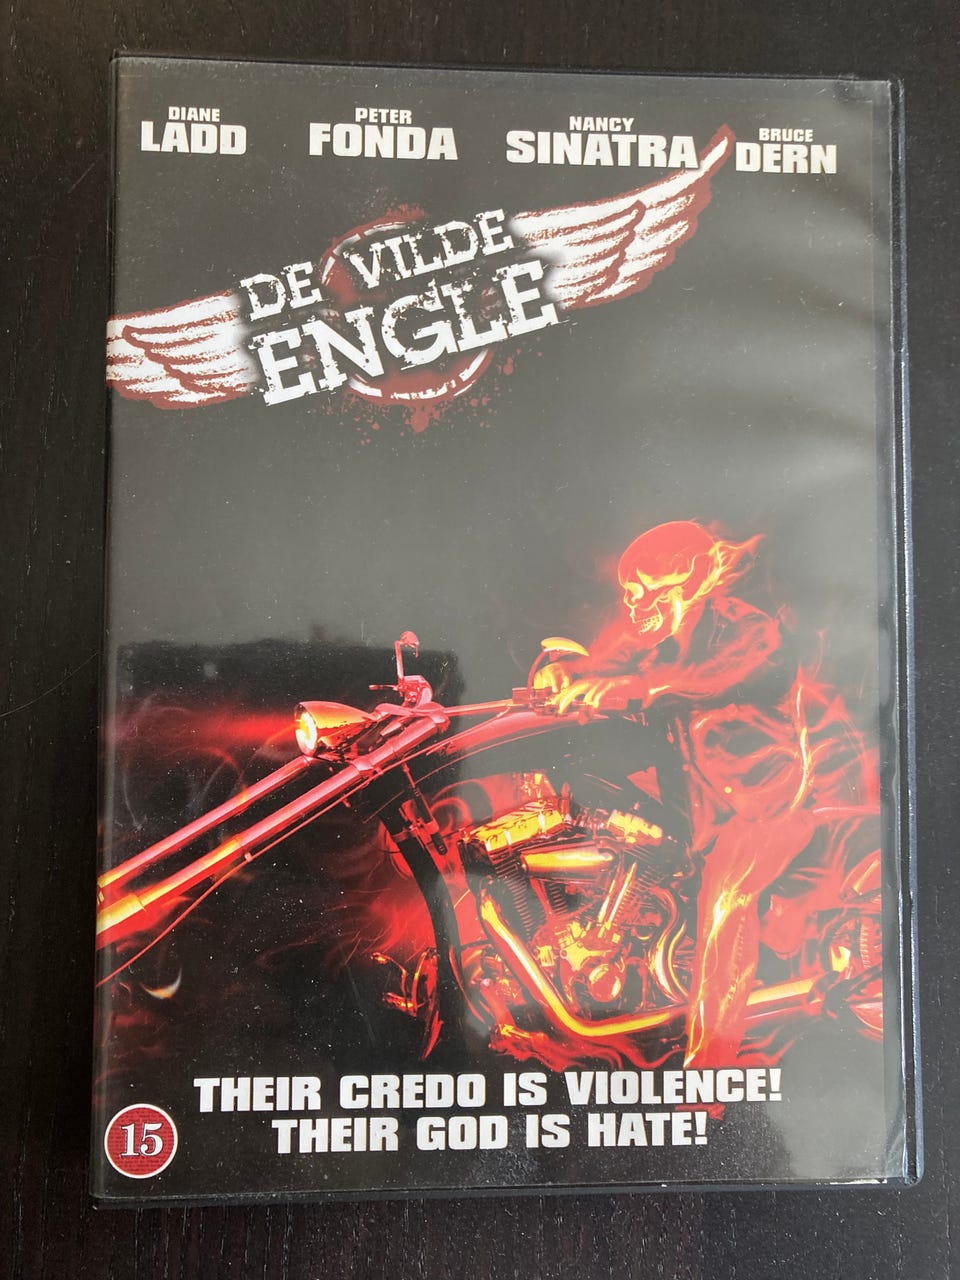 DIANE LADD
PETER FONDA
NANCY SINATRA
BRUCE DERN
DE VILDE
ENGLE
THEIR CREDO IS VIOLENCE!
THEIR GOD IS HATE!
15